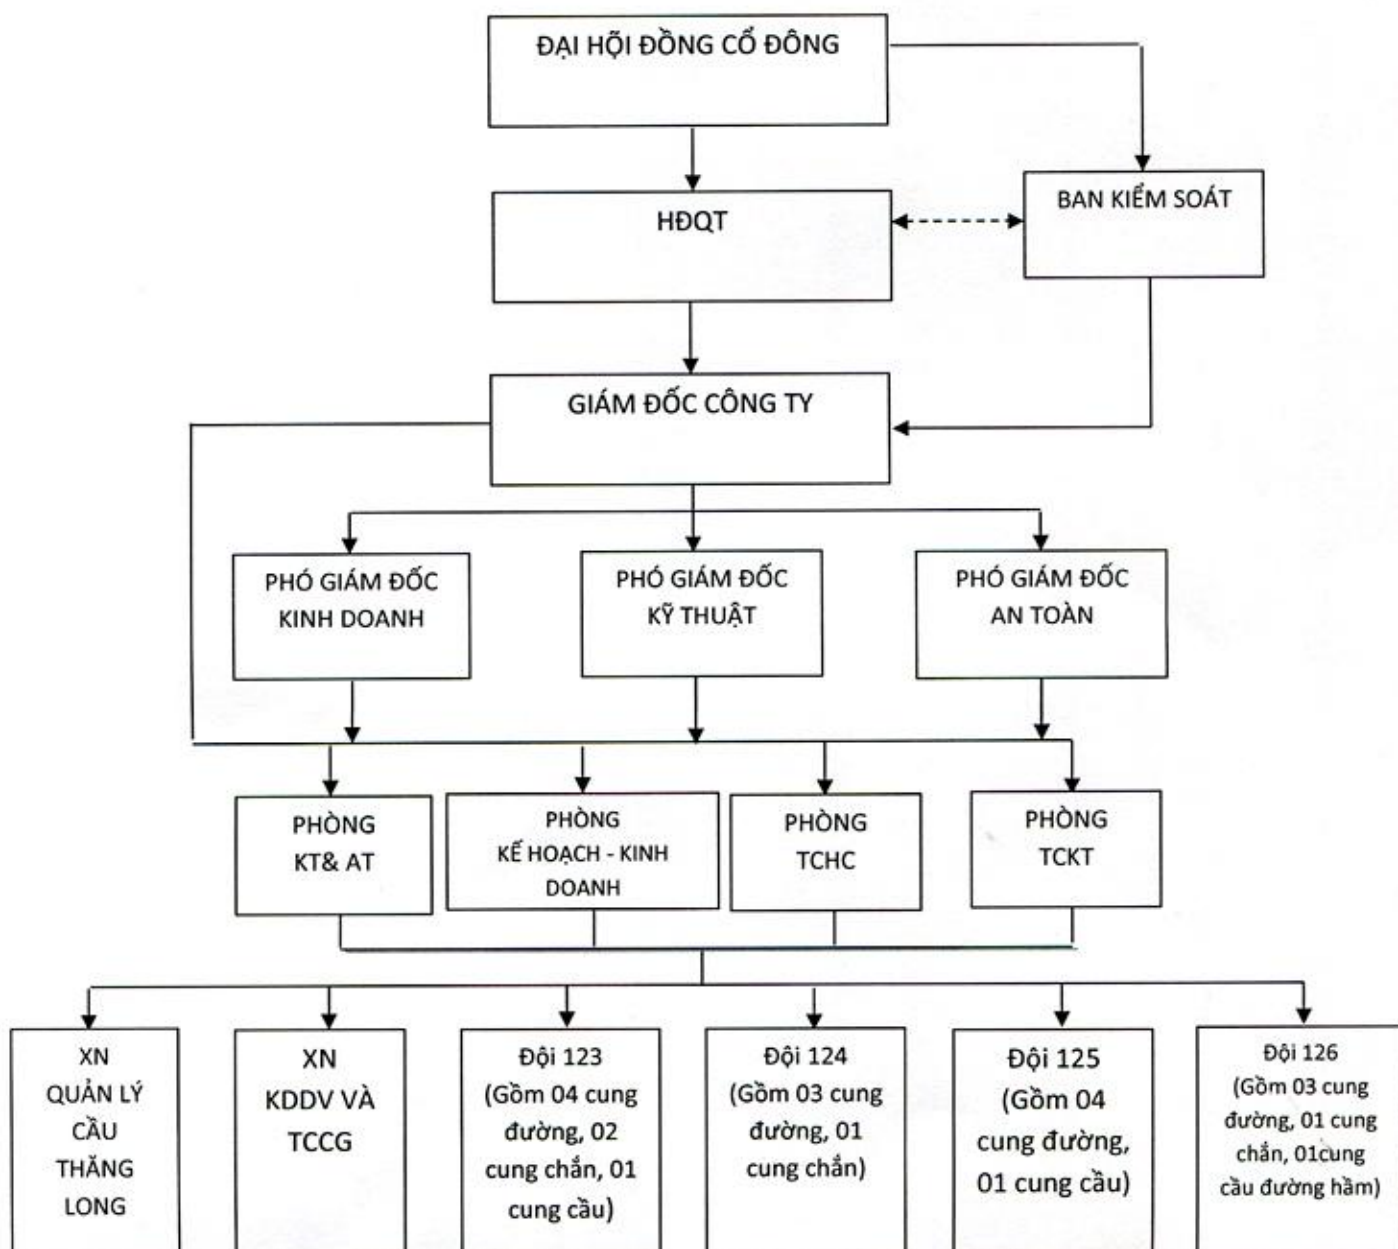 ĐẠI HỘI ĐỒNG CỔ ĐÔNG
BAN KIỂM SOÁT
HĐQT
GIÁM ĐỐC CÔNG TY
PHÓ GIÁM ĐỐC
KINH DOANH
PHÓ GIÁM ĐỐC
KỸ THUẬT
PHÓ GIÁM ĐỐC
AN TOÀN
PHÒNG
KT& AT
PHÒNG
KẾ HOẠCH - KINH
DOANH
PHÒNG
TCHC
PHÒNG
TCKT
XN
QUẢN LÝ
CẦU
THĂNG
LONG
XN
KDDV VÀ
TCCG
Đội 123
(Gồm 04 cung
đường, 02
cung chắn, 01
cung cầu)
Đội 124
(Gồm 03 cung
đường, 01
cung chắn)
Đội 125
(Gồm 04
cung đường,
01 cung cầu)
Đội 126
(Gồm 03 cung
đường, 01 cung
chắn, 01cung
cầu đường hầm)